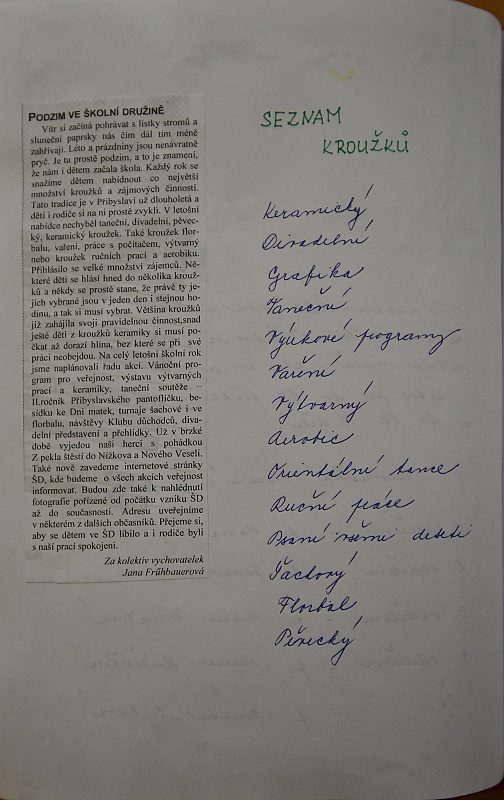 PODZIM VE ŠKOLNÍ DRUŽINĚ
Vítr si začíná pohrávat s lístky stromů a
sluneční paprsky nás čím dál tím méně
zahřívají. Léto a prázdniny jsou nenávratně
pryč. Je tu prostě podzim, a to je znamení,
že nám i dětem začala škola. Každý rok se
snažíme dětem nabídnout co největší
množství kroužků a zájmových činností.
Tato tradice je v Přibyslavi už dlouholetá a
děti i rodiče si na ni prostě zvykli. V letošní
nabídce nechyběl taneční, divadelní, pěvec-
ký, keramický kroužek. Také kroužek flor-
balu, vaření, práce s počítačem, výtvarný
nebo kroužek ručních prací a aerobiku.
Přihlásilo se velké množství zájemců. Ně-
které děti se hlásí hned do několika krouž-
ků a někdy se prostě stane, že právě ty je-
jich vybrané jsou v jeden den i stejnou ho-
dinu, a tak si musí vybrat. Většina kroužků
již zahájila svoji pravidelnou činnost,snad
ještě děti z kroužků keramiky si musí po-
čkat až dorazí hlína, bez které se při své
práci neobejdou. Na celý letošní školní rok
jsme naplánovali řadu akcí. Vánoční pro-
gram pro veřejnost, výstavu výtvarných
prací a keramiky, taneční soutěže –
II.ročník Přibyslavského pantoflíčku, be-
sídku ke Dni matek, turnaje šachové i ve
florbalu, návštěvy Klubu důchodců, diva-
delní představení a přehlídky. Už v brzké
době vyjedou naši herci s pohádkou
Z pekla štěstí do Nížkova a Nového Veselí.
Také nově zavedeme internetové stránky
ŠD, kde budeme o všech akcích veřejnost
informovat. Budou zde také k nahlédnutí
fotografie pořízené od počátku vzniku ŠD
až do současnosti. Adresu uveřejníme
v některém z dalších občasníků. Přejeme si,
aby se dětem ve ŠD líbilo a i rodiče byli
s naší prací spokojeni.
Za kolektiv vychovatelek
Jana Frühbauerová
SEZNAM
KROUŽKŮ
Keramický
Divadelní
Grafika
Taneční
Výukové programy
Vaření
Výtvarný
Aerobic
Orientální tance
Ruční práce
Psaní všemi deseti
Šachový
Florbal
Pěvecký